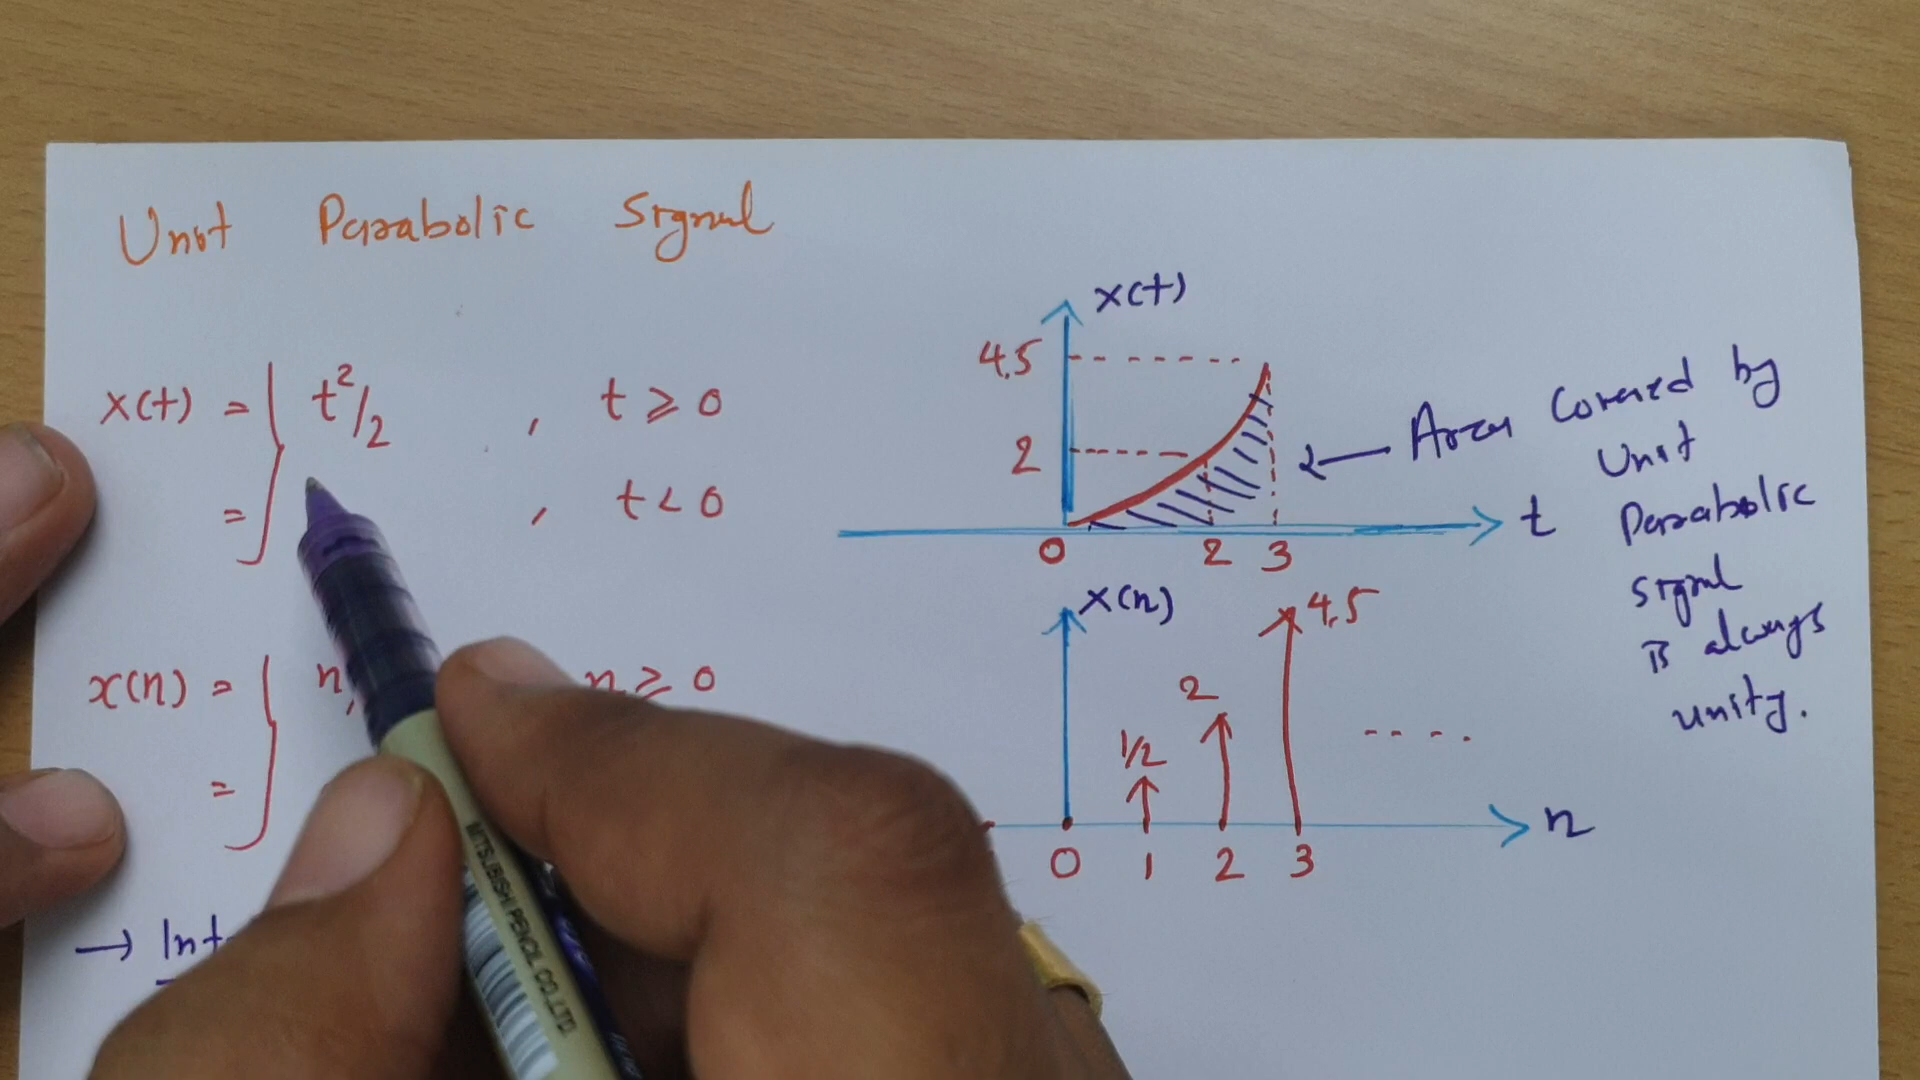 Unit Parabolic Signal
x(t) = t²/2 , t ≥ 0
= , t < 0
x(n) = n, n ≥ 0
=
→ Int
x(t)
4.5
2
0 2 3 t
Area Covered by
Unit
Parabolic
signal
is always
unity.
x(n)
4.5
2
1/2
0 1 2 3 n
MITSUBISHI PENCIL CO.,LTD.